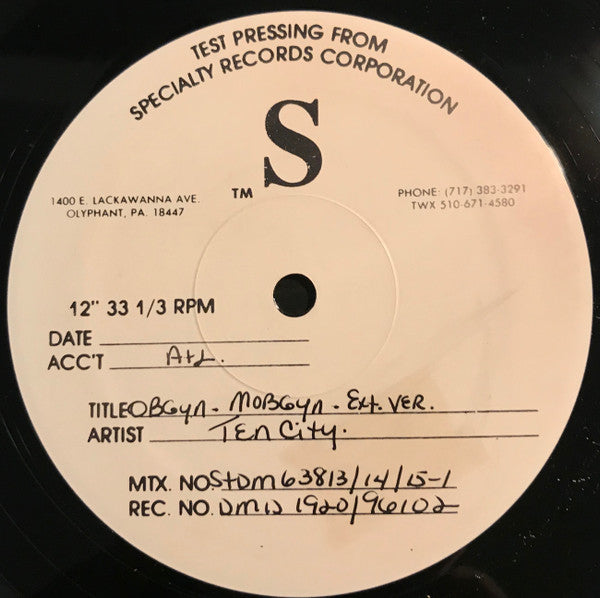 TEST PRESSING FROM
SPECIALTY RECORDS CORPORATION
S
TM
1400 E. LACKAWANNA AVE.
OLYPHANT, PA. 18447
PHONE: (717) 383-3291
TWX 510-671-4580
12" 33 1/3 RPM
DATE
ACC'T Atl.
TITLE OBGyn - MOBGyn - Ext. VER.
ARTIST Ten City.
MTX. NO. StDM63813/14/15-1
REC. NO. DMD 1920/96102